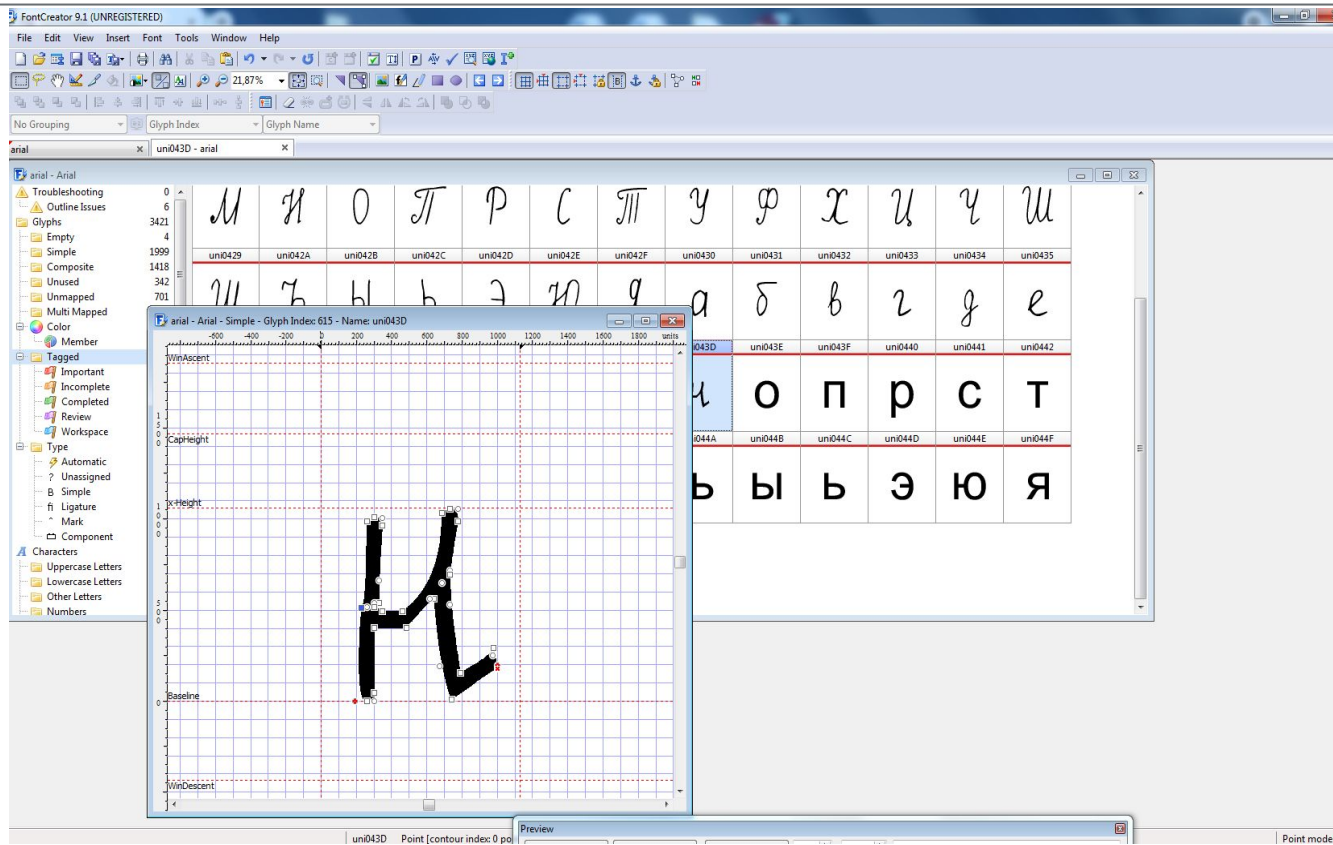 FontCreator 9.1 (UNREGISTERED)
File Edit View Insert Font Tools Window Help
21,87%
No Grouping Glyph Index Glyph Name
arial uni043D - arial
arial - Arial
Troubleshooting 0
Outline Issues 6
Glyphs 3421
Empty 4
Simple 1999
Composite 1418
Unused 342
Unmapped 701
Multi Mapped
Color
Member
Tagged
Important
Incomplete
Completed
Review
Workspace
Type
Automatic
? Unassigned
B Simple
fi Ligature
^ Mark
Component
A Characters
Uppercase Letters
Lowercase Letters
Other Letters
Numbers
М И О П Р С Т У Ф Х Ц Ч Ш
uni0429 uni042A uni042B uni042C uni042D uni042E uni042F uni0430 uni0431 uni0432 uni0433 uni0434 uni0435
Щ Ъ Ы Ь Э Ю Я а б в г д е
uni043E uni043F uni0440 uni0441 uni0442
н о п р с т
uni044B uni044C uni044D uni044E uni044F
ы ь э ю я
arial - Arial - Simple - Glyph Index: 615 - Name: uni043D
-600 -400 -200 0 200 400 600 800 1000 1200 1400 1600 1800 units
WinAscent
1500
CapHeight
x-Height
1000
н
500
Baseline
0
WinDescent
uni043D Point [contour index: 0 po
Preview
Point mode